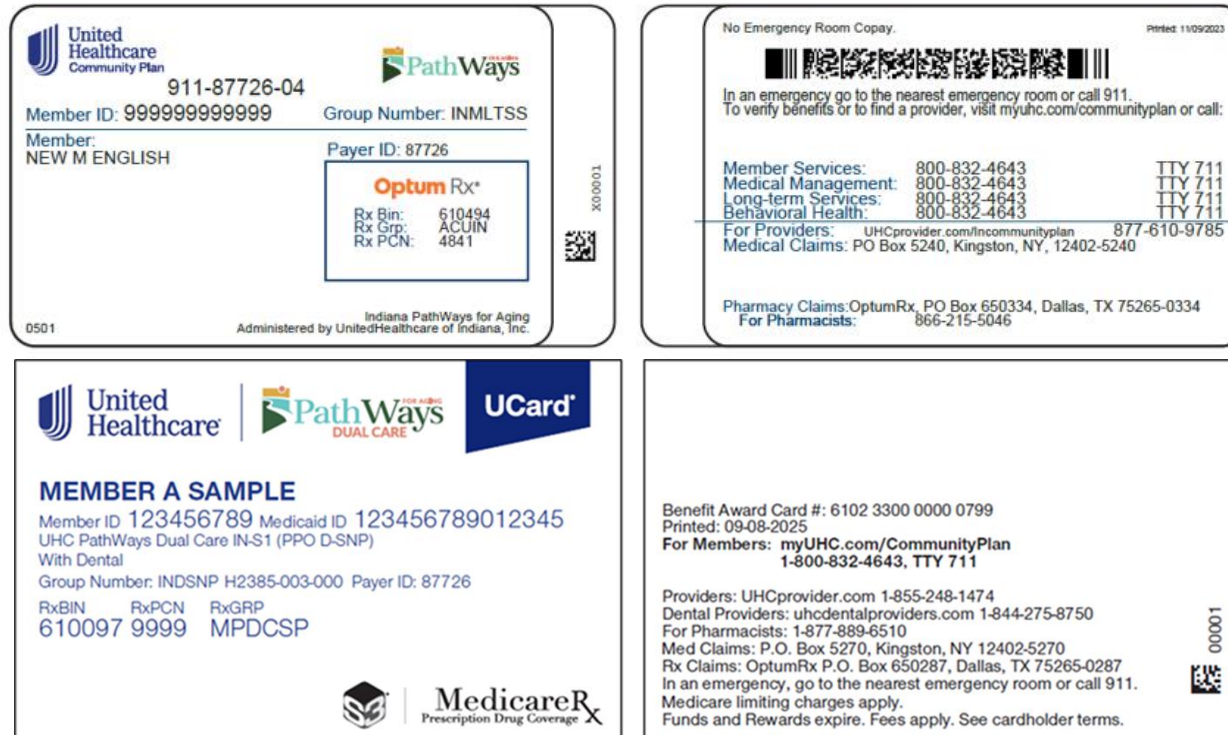 United
Healthcare
Community Plan
PathWays
911-87726-04
Member ID: 999999999999 Group Number: INMLTSS
Member:
NEW M ENGLISH
Payer ID: 87726
Optum Rx®
Rx Bin: 610494
Rx Grp: ACUIN
Rx PCN: 4841
X00001
Indiana PathWays for Aging
0501 Administered by UnitedHealthcare of Indiana, Inc.
No Emergency Room Copay. Printed: 11/09/2023
In an emergency go to the nearest emergency room or call 911.
To verify benefits or to find a provider, visit myuhc.com/communityplan or call:
Member Services: 800-832-4643 TTY 711
Medical Management: 800-832-4643 TTY 711
Long-term Services: 800-832-4643 TTY 711
Behavioral Health: 800-832-4643 TTY 711
For Providers: UHCprovider.com/Incommunityplan 877-610-9785
Medical Claims: PO Box 5240, Kingston, NY, 12402-5240
Pharmacy Claims:OptumRx, PO Box 650334, Dallas, TX 75265-0334
For Pharmacists: 866-215-5046
United
Healthcare
FOR AGING
PathWays
DUAL CARE
UCard®
MEMBER A SAMPLE
Member ID 123456789 Medicaid ID 123456789012345
UHC PathWays Dual Care IN-S1 (PPO D-SNP)
With Dental
Group Number: INDSNP H2385-003-000 Payer ID: 87726
RxBIN RxPCN RxGRP
610097 9999 MPDCSP
S3
MedicareRx
Prescription Drug Coverage
Benefit Award Card #: 6102 3300 0000 0799
Printed: 09-08-2025
For Members: myUHC.com/CommunityPlan
1-800-832-4643, TTY 711
Providers: UHCprovider.com 1-855-248-1474
Dental Providers: uhcdentalproviders.com 1-844-275-8750
For Pharmacists: 1-877-889-6510
Med Claims: P.O. Box 5270, Kingston, NY 12402-5270
Rx Claims: OptumRx P.O. Box 650287, Dallas, TX 75265-0287
In an emergency, go to the nearest emergency room or call 911.
Medicare limiting charges apply.
Funds and Rewards expire. Fees apply. See cardholder terms.
00001